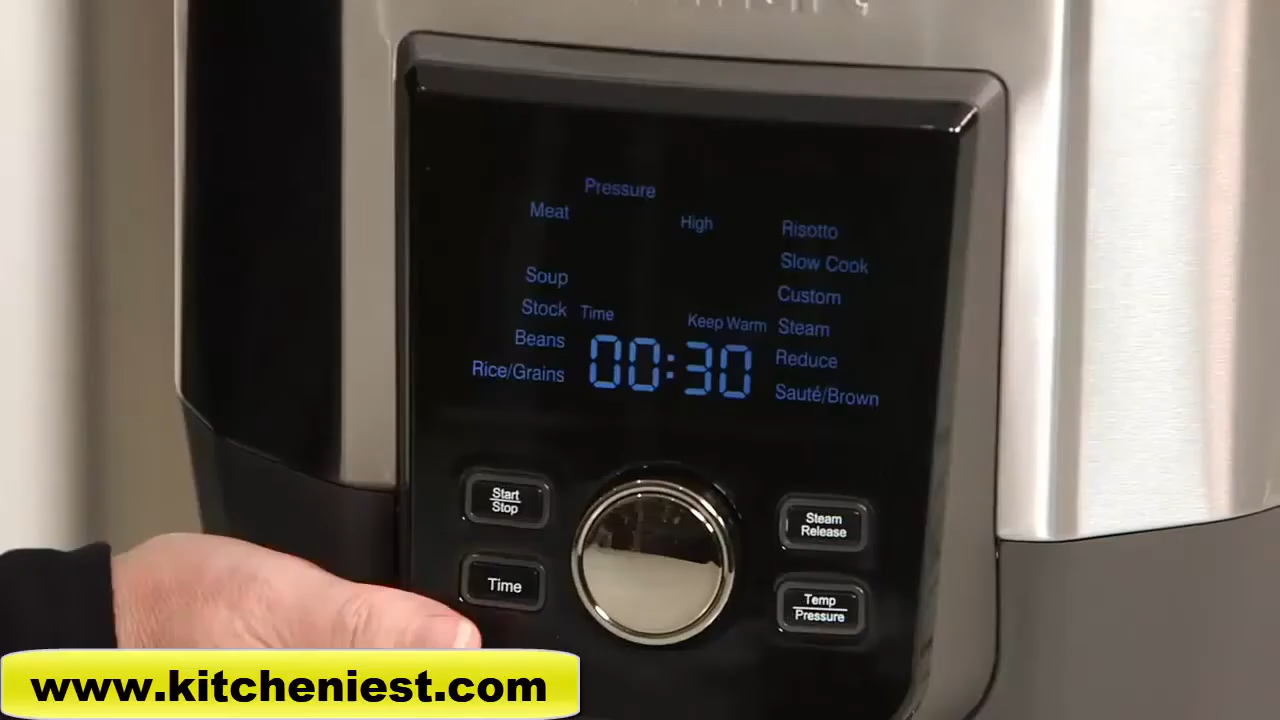 Pressure
Meat
High
Soup
Stock
Beans
Rice/Grains
Time
Keep Warm
00:30
Risotto
Slow Cook
Custom
Steam
Reduce
Sauté/Brown
Start
Stop
Time
Steam
Release
Temp
Pressure
www.kitcheniest.com